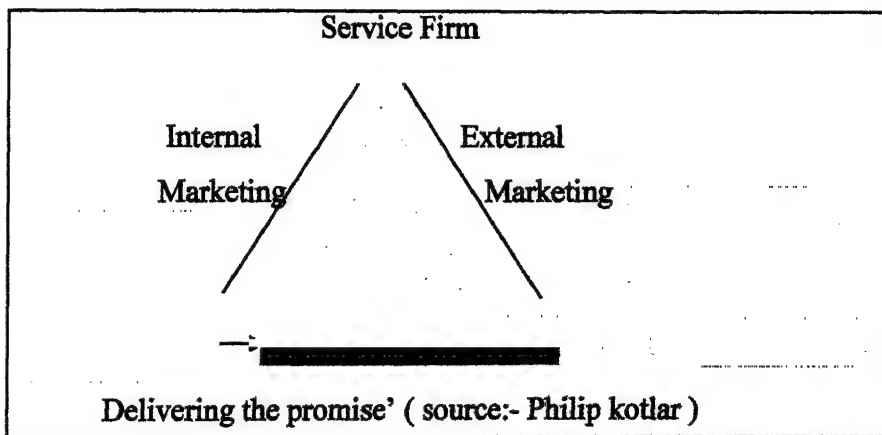 Service Firm
Internal External
Marketing Marketing
Delivering the promise’ ( source:- Philip kotlar )